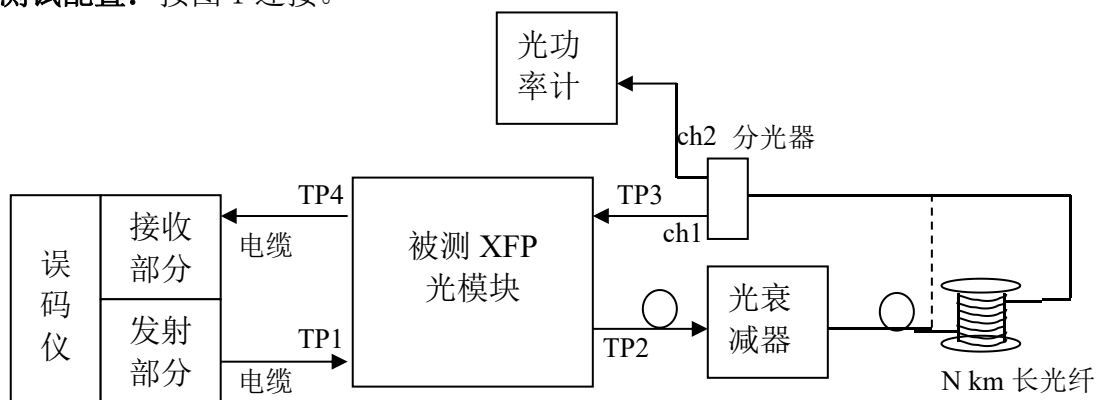 测试配置：按图1连接。
光功
率计
ch2 分光器
TP4
TP3
ch1
电缆
误
码
仪
接收
部分
发射
部分
被测 XFP
光模块
TP1
电缆
TP2
光衰
减器
N km 长光纤